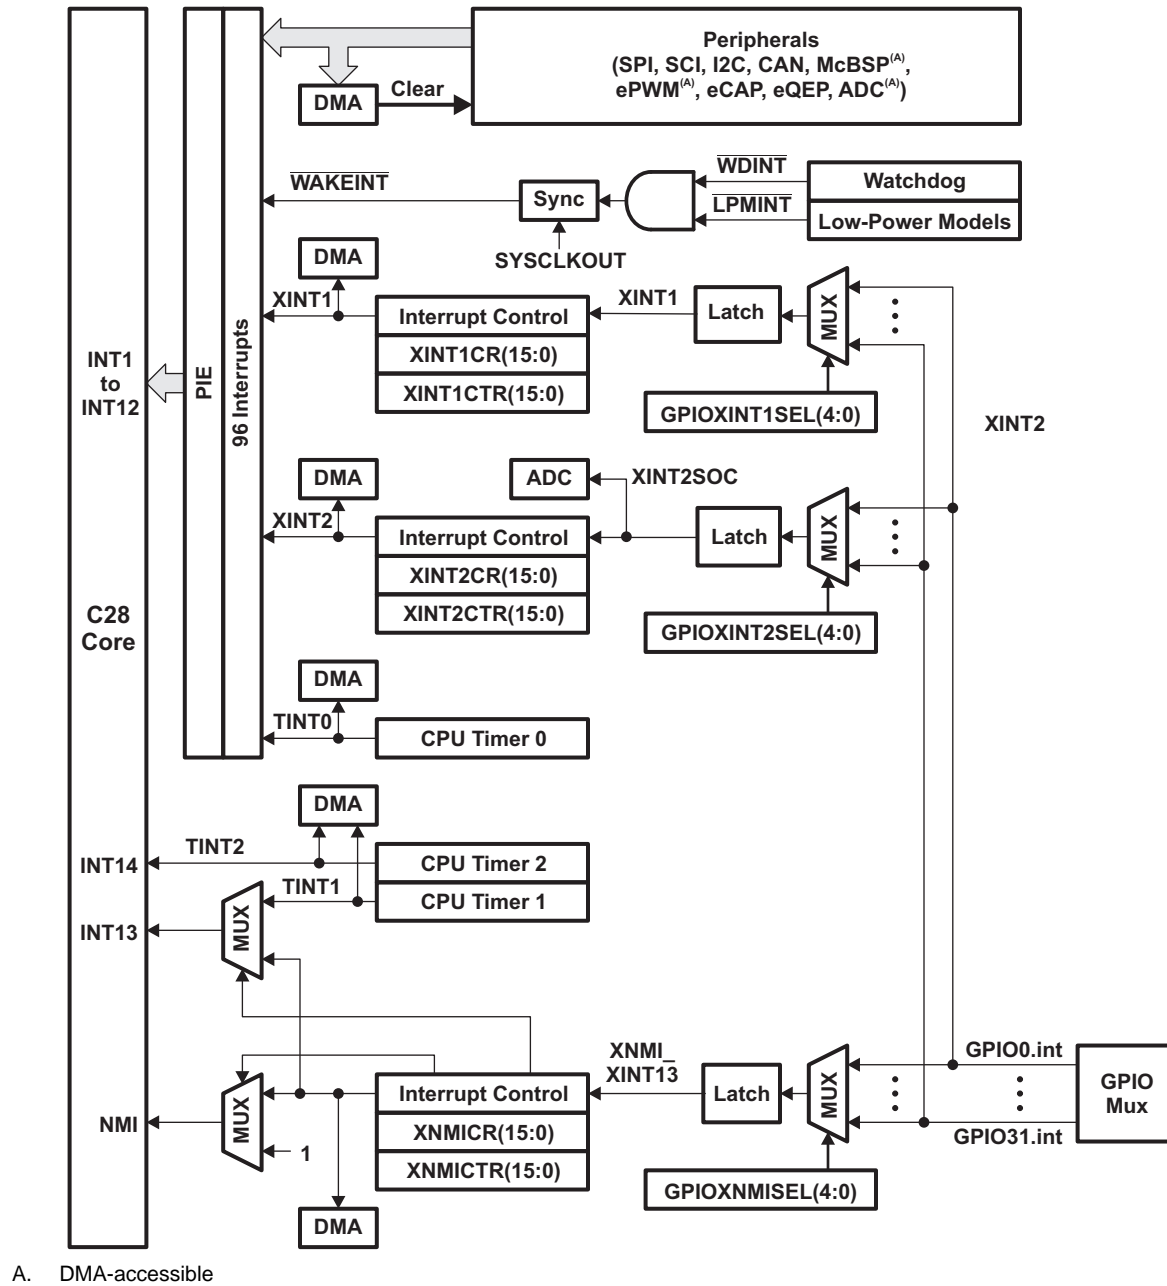 Peripherals
(SPI, SCI, I2C, CAN, McBSP(A),
ePWM(A), eCAP, eQEP, ADC(A))
DMA
Clear
WDINT
Watchdog
LPMINT
Low-Power Models
WAKEINT
Sync
SYSCLKOUT
DMA
XINT1
Interrupt Control
XINT1CR(15:0)
XINT1CTR(15:0)
XINT1
Latch
MUX
GPIOXINT1SEL(4:0)
XINT2
INT1
to
INT12
PIE
96 Interrupts
DMA
XINT2
Interrupt Control
XINT2CR(15:0)
XINT2CTR(15:0)
ADC
XINT2SOC
Latch
MUX
GPIOXINT2SEL(4:0)
C28
Core
DMA
TINT0
CPU Timer 0
DMA
INT14
TINT2
CPU Timer 2
TINT1
CPU Timer 1
INT13
MUX
NMI
MUX
1
Interrupt Control
XNMICR(15:0)
XNMICTR(15:0)
DMA
XNMI_
XINT13
Latch
MUX
GPIOXNMISEL(4:0)
GPIO0.int
GPIO31.int
GPIO
Mux
A. DMA-accessible